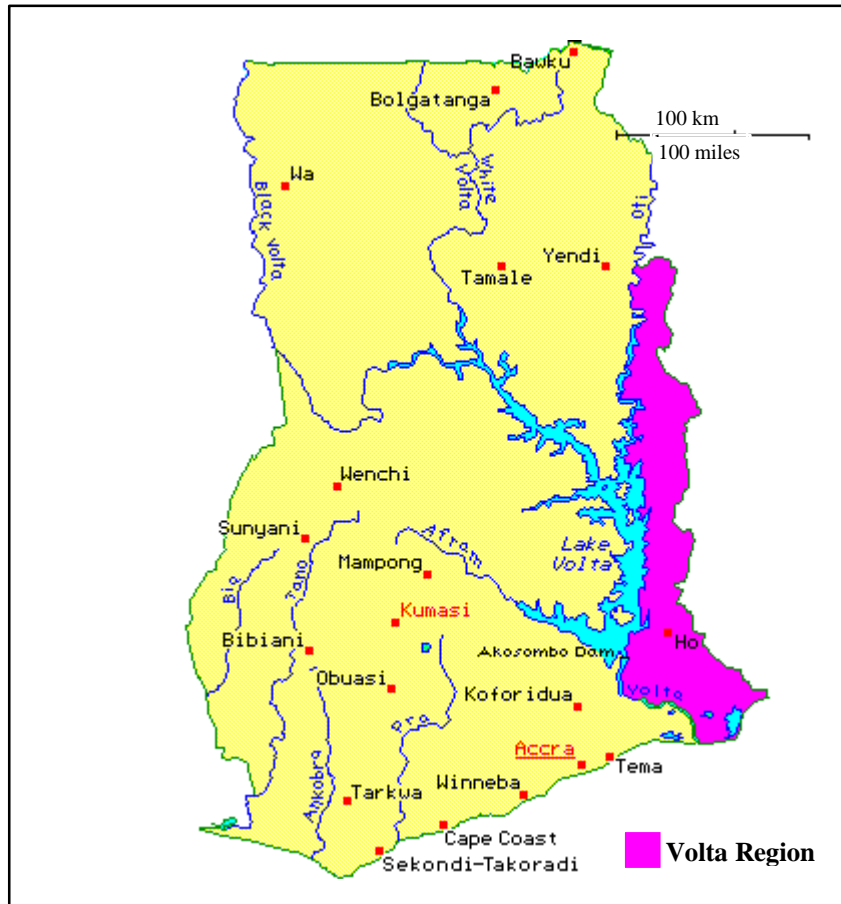 Bawku
Bolgatanga
100 km
100 miles
White
Volta
Wa
Black Volta
Oti
Yendi
Tamale
Wenchi
Sunyani
Afram
Lake
Volta
Mampong
Bio
Tano
Kumasi
Ho
Bibiani
Akosombo Dam
Obuasi
Volta
Koforidua
Pra
Accra
Tema
Ankobra
Tarkwa
Winneba
Cape Coast
Sekondi-Takoradi
Volta Region